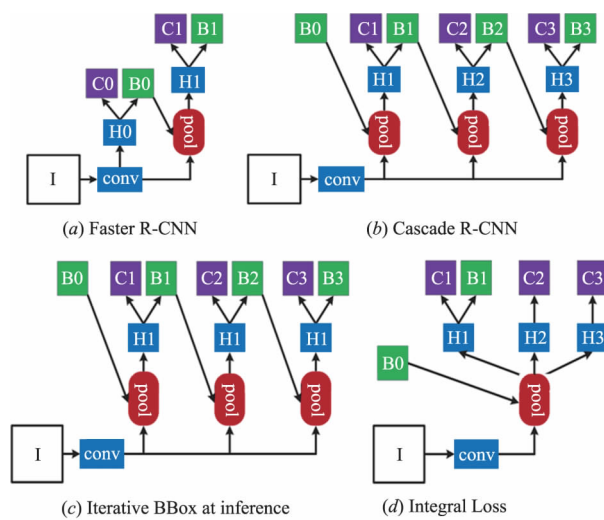 C1 B1
C0 B0
H1
H0
pool
I
conv
(a) Faster R-CNN
B0 C1 B1 C2 B2 C3 B3
H1 H2 H3
pool pool pool
I
conv
(b) Cascade R-CNN
B0 C1 B1 C2 B2 C3 B3
H1 H1 H1
pool pool pool
I
conv
(c) Iterative BBox at inference
C1 B1 C2 C3
H1 H2 H3
B0
pool
I
conv
(d) Integral Loss